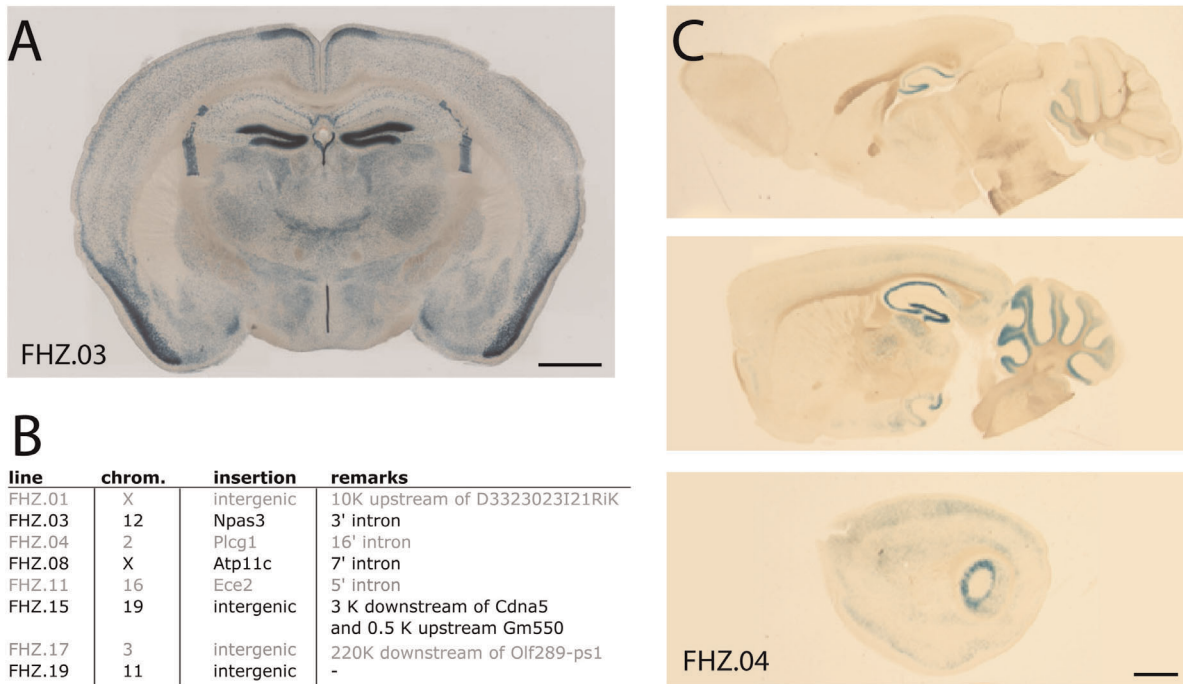 A
FHZ.03
B
line chrom. insertion remarks
FHZ.01 X intergenic 10K upstream of D3323023I21RiK
FHZ.03 12 Npas3 3' intron
FHZ.04 2 Plcg1 16' intron
FHZ.08 X Atp11c 7' intron
FHZ.11 16 Ece2 5' intron
FHZ.15 19 intergenic 3 K downstream of Cdna5
and 0.5 K upstream Gm550
FHZ.17 3 intergenic 220K downstream of Olf289-ps1
FHZ.19 11 intergenic -
C
FHZ.04